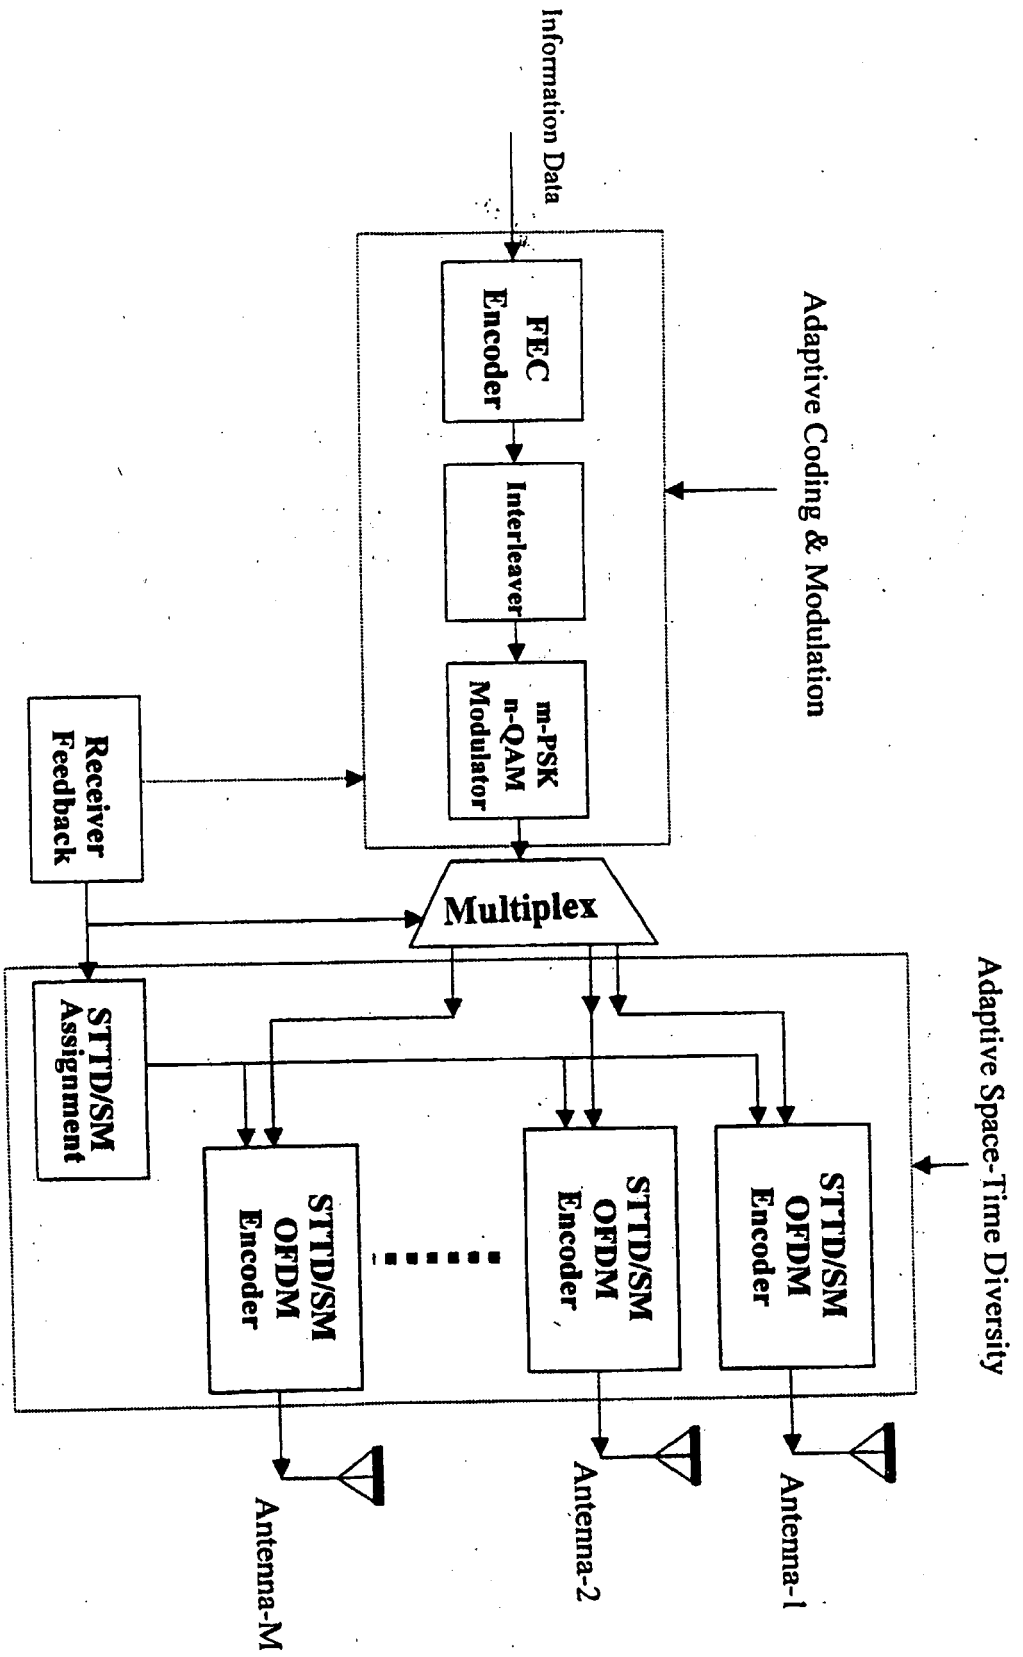 Adaptive Coding & Modulation
Adaptive Space-Time Diversity
Information Data
FEC
Encoder
Interleaver
m-PSK
n-QAM
Modulator
Multiplex
Receiver
Feedback
STTD/SM
Assignment
STTD/SM
OFDM
Encoder
Antenna-1
STTD/SM
OFDM
Encoder
Antenna-2
STTD/SM
OFDM
Encoder
Antenna-M